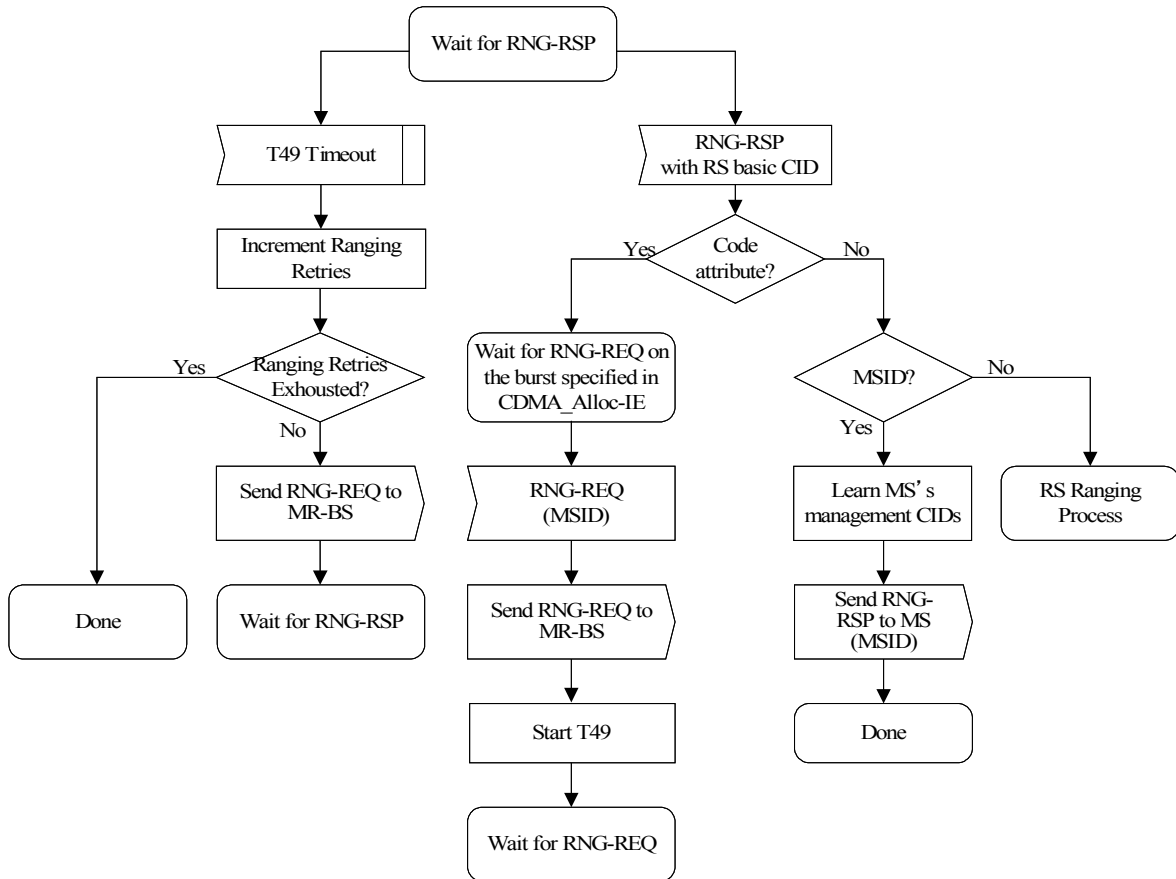 Wait for RNG-RSP
T49 Timeout
RNG-RSP
with RS basic CID
Increment Ranging
Retries
Yes
Code
attribute?
No
Yes
Ranging Retries
Exhousted?
No
Wait for RNG-REQ on
the burst specified in
CDMA_Alloc-IE
MSID?
No
Yes
Send RNG-REQ to
MR-BS
RNG-REQ
(MSID)
Learn MS’s
management CIDs
RS Ranging
Process
Done
Wait for RNG-RSP
Send RNG-REQ to
MR-BS
Send RNG-
RSP to MS
(MSID)
Start T49
Done
Wait for RNG-REQ